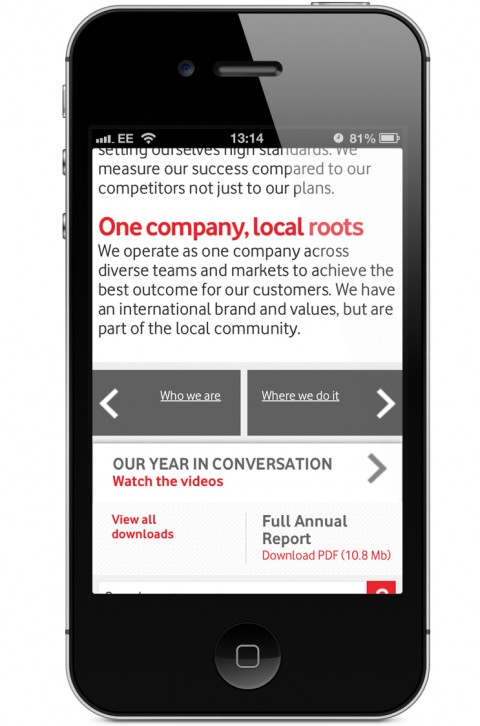 EE 13:14 81%
setting ourselves high standards. We
measure our success compared to our
competitors not just to our plans.
One company, local roots
We operate as one company across
diverse teams and markets to achieve the
best outcome for our customers. We have
an international brand and values, but are
part of the local community.
Who we are
Where we do it
OUR YEAR IN CONVERSATION
Watch the videos
View all
downloads
Full Annual
Report
Download PDF (10.8 Mb)